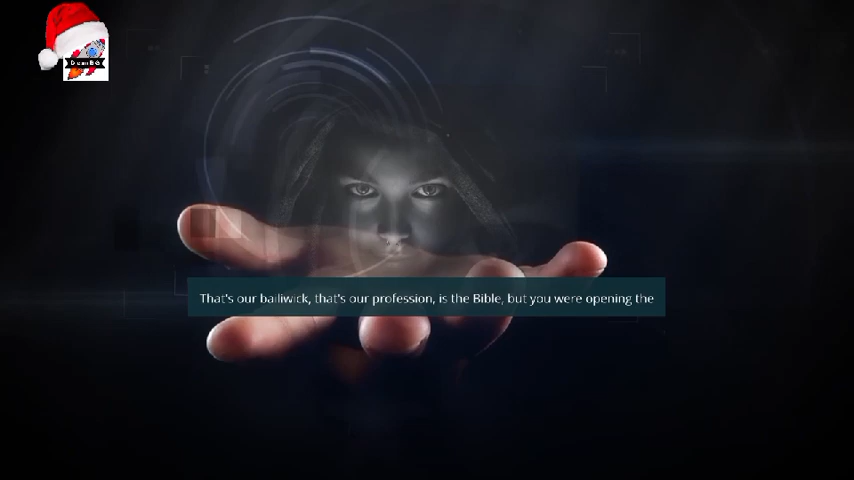 That's our bailiwick, that's our profession, is the Bible, but you were opening the